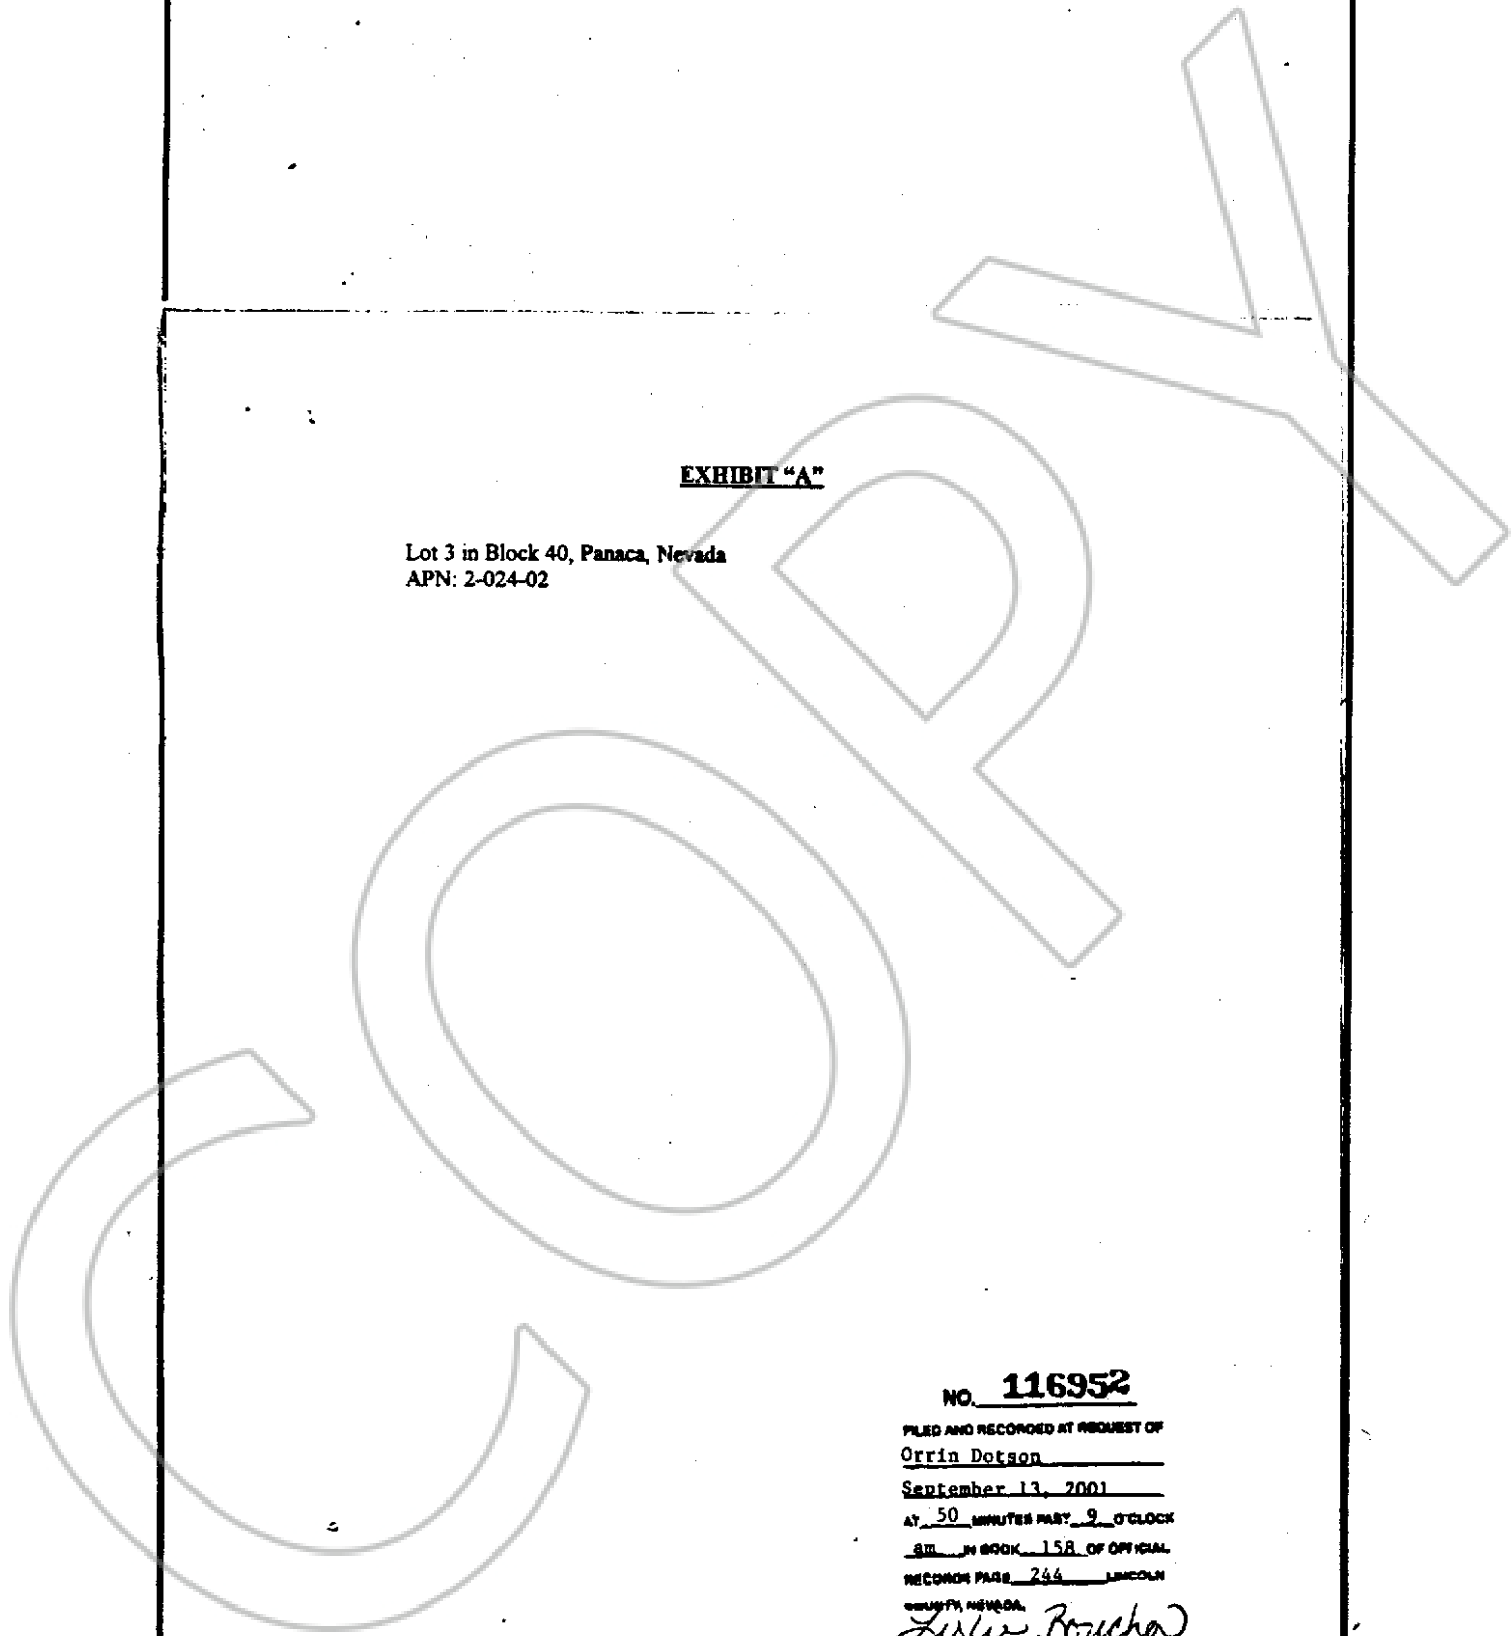 EXHIBIT "A"
Lot 3 in Block 40, Panaca, Nevada
APN: 2-024-02
COPY
NO. 116952
FILED AND RECORDED AT REQUEST OF
Orrin Dotson
September 13, 2001
AT 50 MINUTES PAST 9 O'CLOCK
am IN BOOK 158 OF OFFICIAL
RECORDS PAGE 244 LINCOLN
COUNTY, NEVADA.
Leslie Boucher